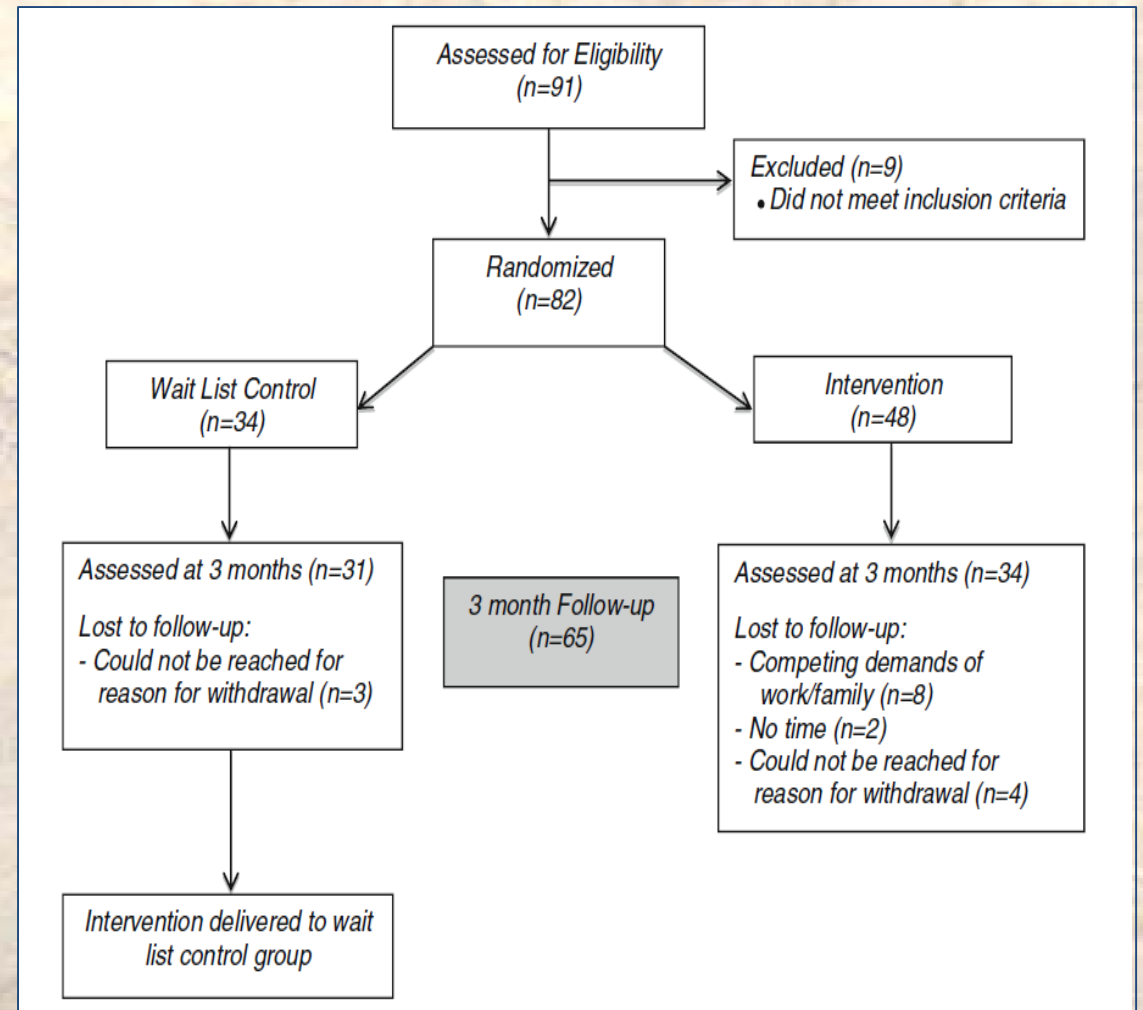 Assessed for Eligibility
(n=91)
Excluded (n=9)
• Did not meet inclusion criteria
Randomized
(n=82)
Wait List Control
(n=34)
Intervention
(n=48)
Assessed at 3 months (n=31)
Lost to follow-up:
- Could not be reached for
reason for withdrawal (n=3)
3 month Follow-up
(n=65)
Assessed at 3 months (n=34)
Lost to follow-up:
- Competing demands of
work/family (n=8)
- No time (n=2)
- Could not be reached for
reason for withdrawal (n=4)
Intervention delivered to wait
list control group